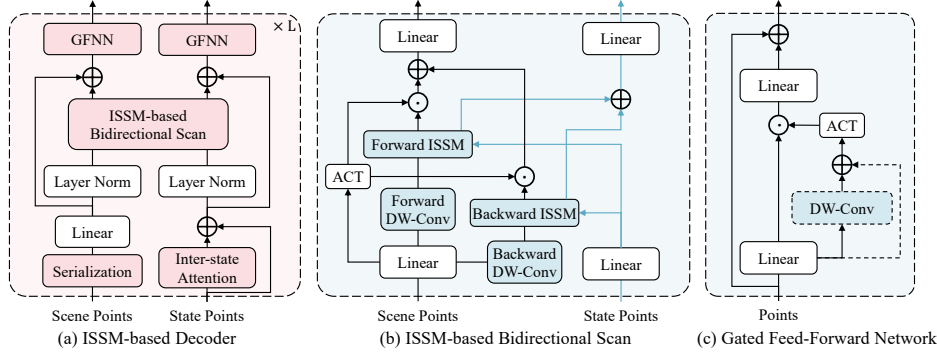 × L
GFNN
GFNN
ISSM-based
Bidirectional Scan
Layer Norm
Layer Norm
Linear
Serialization
Inter-state
Attention
Scene Points
State Points
(a) ISSM-based Decoder
Linear
Linear
Forward ISSM
ACT
Forward
DW-Conv
Backward ISSM
Linear
Backward
DW-Conv
Linear
Scene Points
State Points
(b) ISSM-based Bidirectional Scan
Linear
ACT
DW-Conv
Linear
Points
(c) Gated Feed-Forward Network